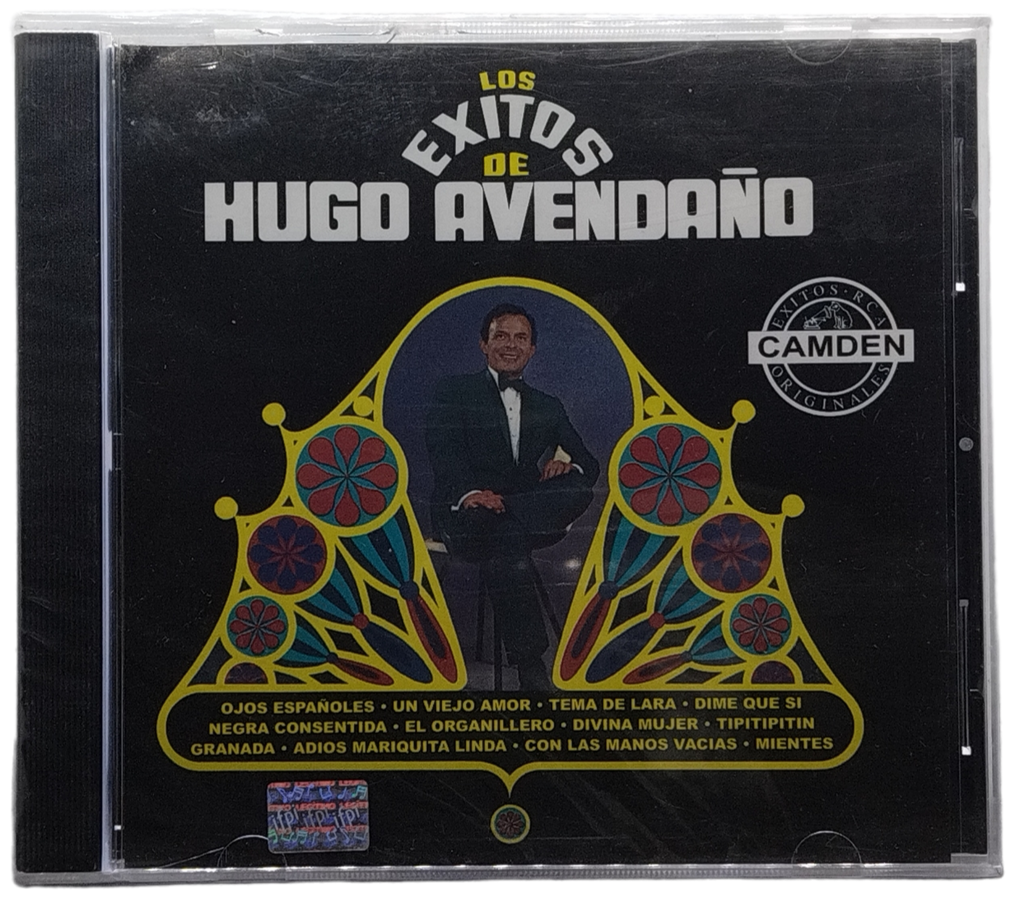 LOS
EXITOS
DE
HUGO AVENDAÑO
EXITOS · RCA
CAMDEN
ORIGINALES
OJOS ESPAÑOLES • UN VIEJO AMOR • TEMA DE LARA • DIME QUE SI
NEGRA CONSENTIDA • EL ORGANILLERO • DIVINA MUJER • TIPITIPITIN
GRANADA • ADIOS MARIQUITA LINDA • CON LAS MANOS VACIAS • MIENTES